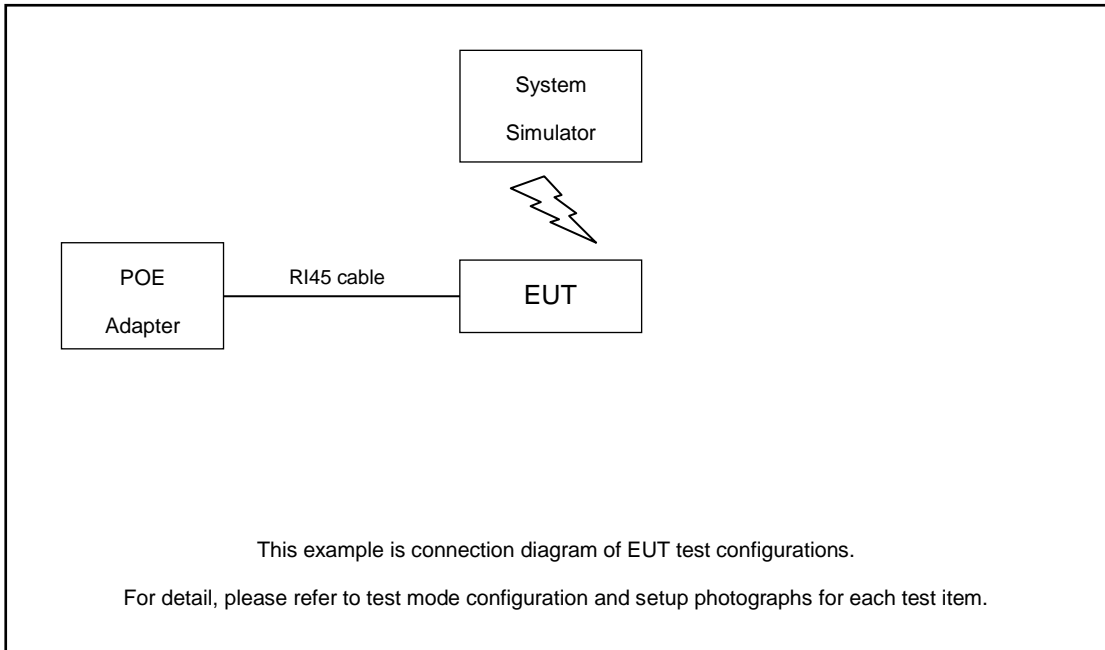 System
Simulator
POE
Adapter
RI45 cable
EUT
This example is connection diagram of EUT test configurations.
For detail, please refer to test mode configuration and setup photographs for each test item.